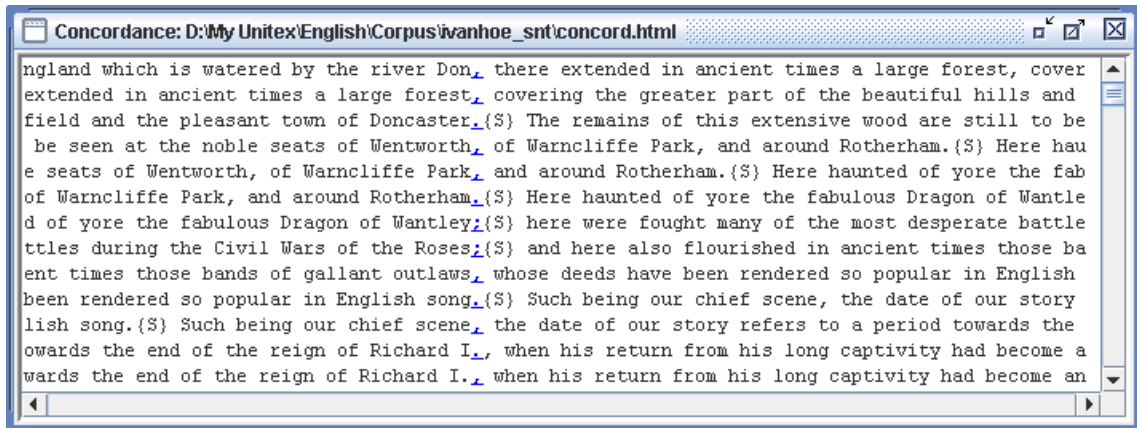 Concordance: D:\My Unitex\English\Corpus\ivanhoe_snt\concord.html
ngland which is watered by the river Don, there extended in ancient times a large forest, cover
extended in ancient times a large forest, covering the greater part of the beautiful hills and
field and the pleasant town of Doncaster.{S} The remains of this extensive wood are still to be
be seen at the noble seats of Wentworth, of Warncliffe Park, and around Rotherham.{S} Here hau
e seats of Wentworth, of Warncliffe Park, and around Rotherham.{S} Here haunted of yore the fab
of Warncliffe Park, and around Rotherham.{S} Here haunted of yore the fabulous Dragon of Wantle
d of yore the fabulous Dragon of Wantley;{S} here were fought many of the most desperate battle
ttles during the Civil Wars of the Roses;{S} and here also flourished in ancient times those ba
ent times those bands of gallant outlaws, whose deeds have been rendered so popular in English
been rendered so popular in English song.{S} Such being our chief scene, the date of our story
lish song.{S} Such being our chief scene, the date of our story refers to a period towards the
owards the end of the reign of Richard I., when his return from his long captivity had become a
wards the end of the reign of Richard I., when his return from his long captivity had become an